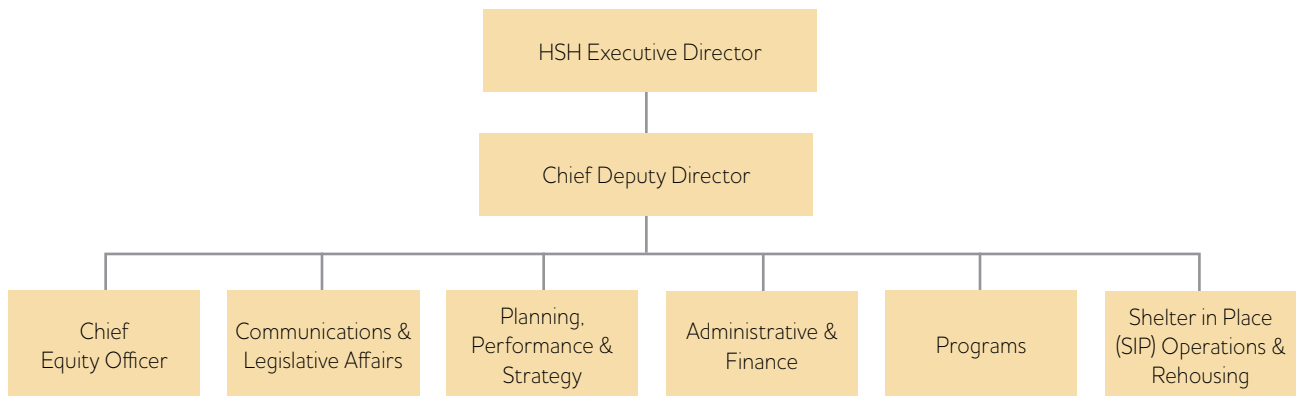 HSH Executive Director
Chief Deputy Director
Chief
Equity Officer
Communications &
Legislative Affairs
Planning,
Performance &
Strategy
Administrative &
Finance
Programs
Shelter in Place
(SIP) Operations &
Rehousing